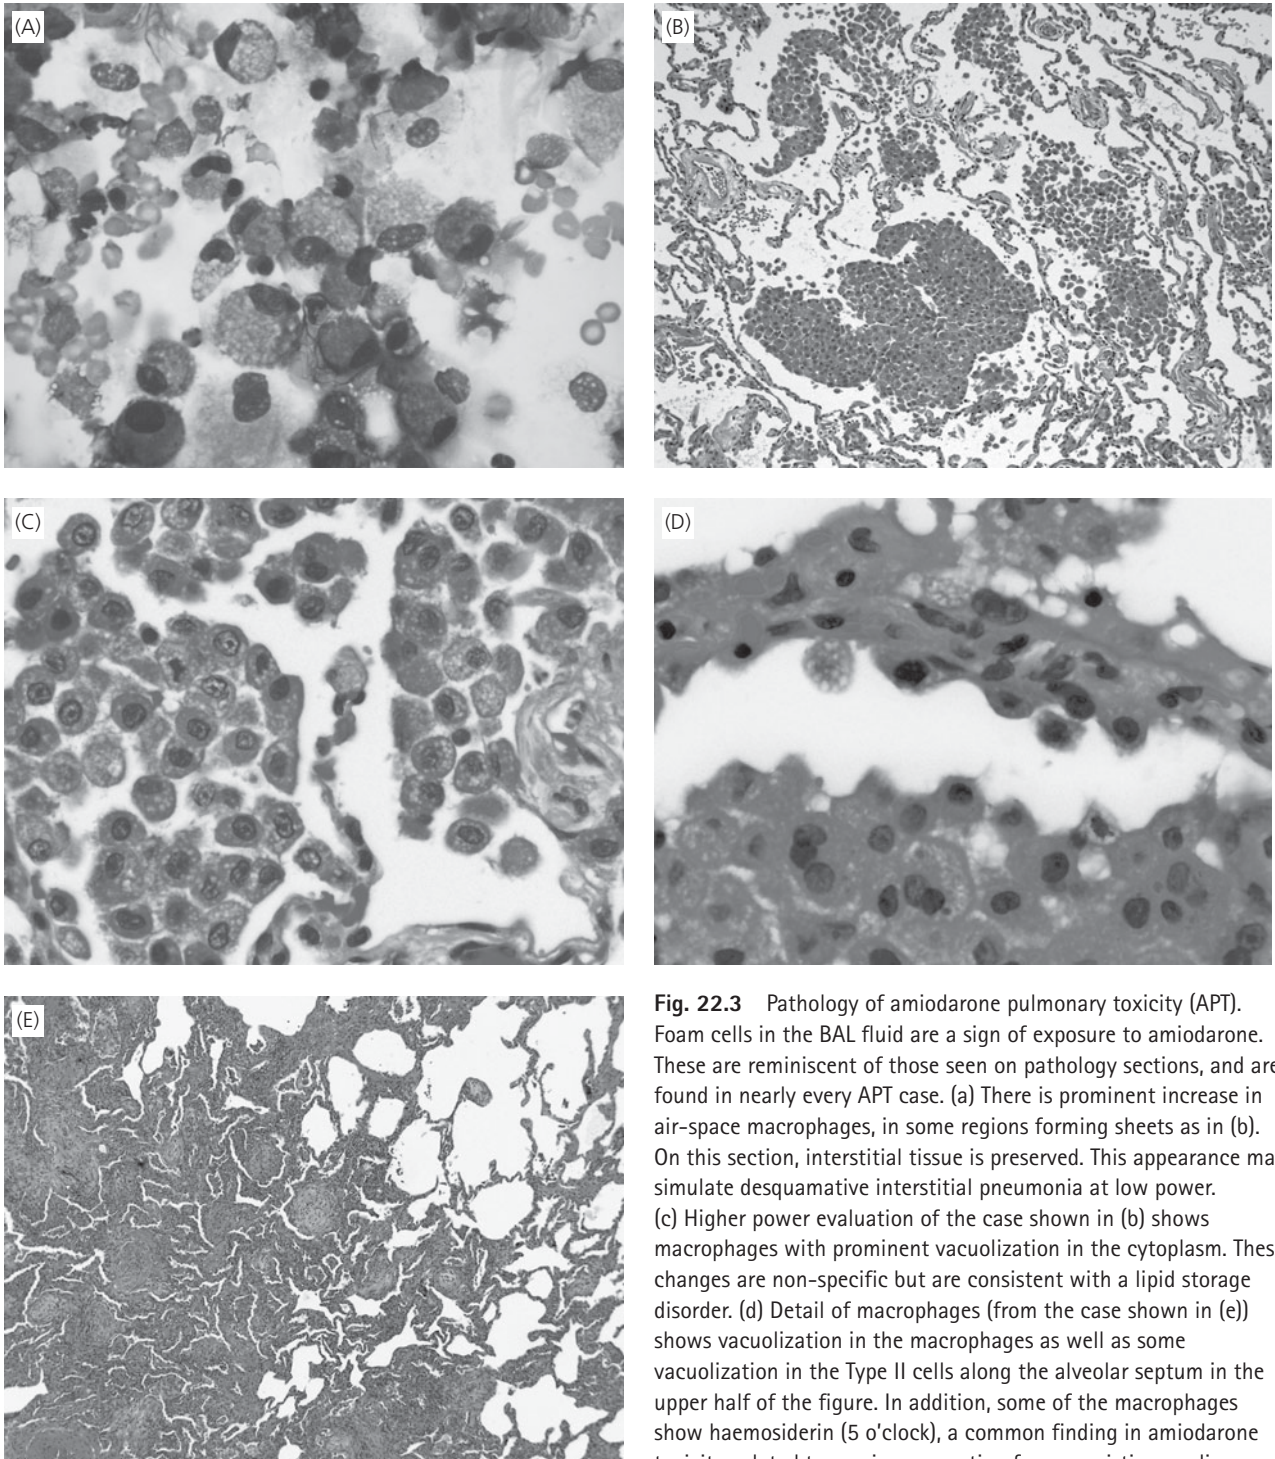 (A)
(B)
(C)
(D)
(E)
Fig. 22.3 Pathology of amiodarone pulmonary toxicity (APT).
Foam cells in the BAL fluid are a sign of exposure to amiodarone.
These are reminiscent of those seen on pathology sections, and are
found in nearly every APT case. (a) There is prominent increase in
air-space macrophages, in some regions forming sheets as in (b).
On this section, interstitial tissue is preserved. This appearance ma
simulate desquamative interstitial pneumonia at low power.
(c) Higher power evaluation of the case shown in (b) shows
macrophages with prominent vacuolization in the cytoplasm. Thes
changes are non-specific but are consistent with a lipid storage
disorder. (d) Detail of macrophages (from the case shown in (e))
shows vacuolization in the macrophages as well as some
vacuolization in the Type II cells along the alveolar septum in the
upper half of the figure. In addition, some of the macrophages
show haemosiderin (5 o'clock), a common finding in amiodarone